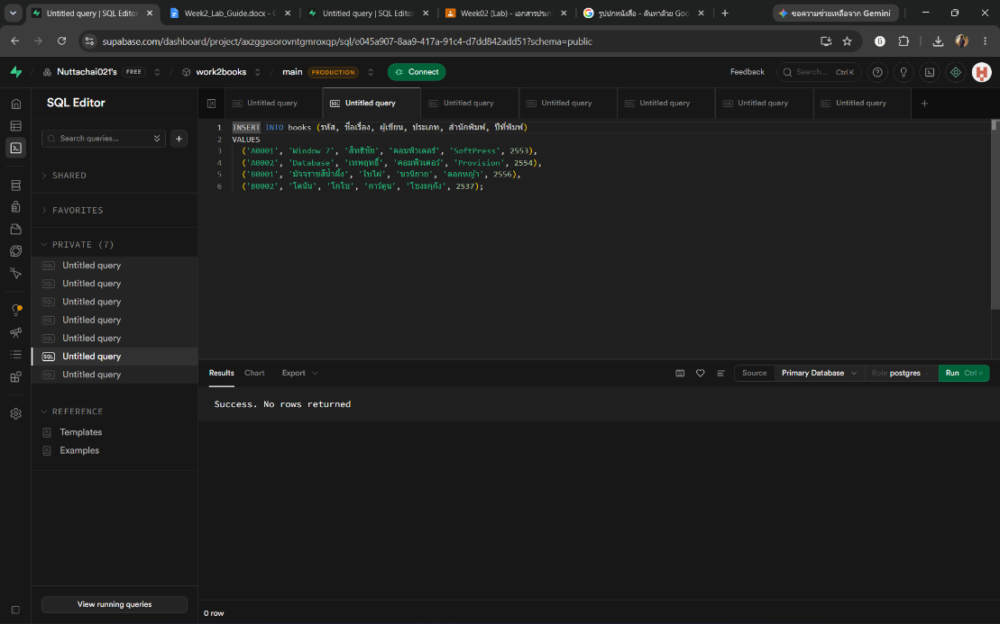 Untitled query | SQL Editor
Week2_Lab_Guide.docx - G
Untitled query | SQL Editor
Week02 (Lab) - เอกสารประก
รูปปกหนังสือ - ค้นหาด้วย Goo
ขอความช่วยเหลือจาก Gemini
supabase.com/dashboard/project/axzggxsorovntgmroxqp/sql/e045a907-8aa9-417a-91c4-d7dd842add51?schema=public
Nuttachai021's FREE / work2books / main PRODUCTION Connect
Feedback Search... Ctrl K
SQL Editor
Untitled query Untitled query Untitled query Untitled query Untitled query Untitled query Untitled query
Search queries...
SHARED
FAVORITES
PRIVATE (7)
SQL Untitled query
SQL Untitled query
SQL Untitled query
SQL Untitled query
SQL Untitled query
SQL Untitled query
SQL Untitled query
REFERENCE
Templates
Examples
View running queries
1 INSERT INTO books (รหัส, ชื่อเรื่อง, ผู้เขียน, ประเภท, สำนักพิมพ์, ปีที่พิมพ์)
2 VALUES
3 ('A0001', 'Window 7', 'สิทธิชัย', 'คอมพิวเตอร์', 'SoftPress', 2553),
4 ('A0002', 'Database', 'เทพฤทธิ์', 'คอมพิวเตอร์', 'Provision', 2554),
5 ('B0001', 'มัจจุราชสีน้ำผึ้ง', 'ใบไผ่', 'นวนิยาย', 'ดอกหญ้า', 2556),
6 ('B0002', 'โคนัน', 'โกโช', 'การ์ตูน', 'โชงะกุกัง', 2537);
Results Chart Export
Source Primary Database Role postgres Run Ctrl
Success. No rows returned
0 row